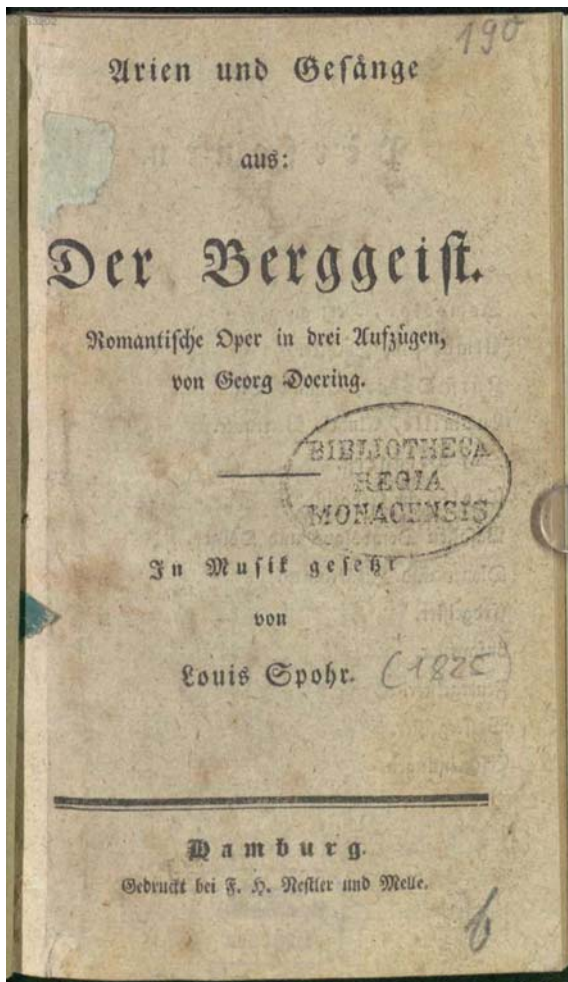 190
Arien und Gesänge
aus:
Der Berggeist.
Romantische Oper in drei Aufzügen,
von Georg Doering.
BIBLIOTHECA
REGIA
MONACENSIS
In Musik gesetzt
von
Louis Spohr. (1825)
Hamburg.
Gedruckt bei F. H. Nestler und Melle.
b